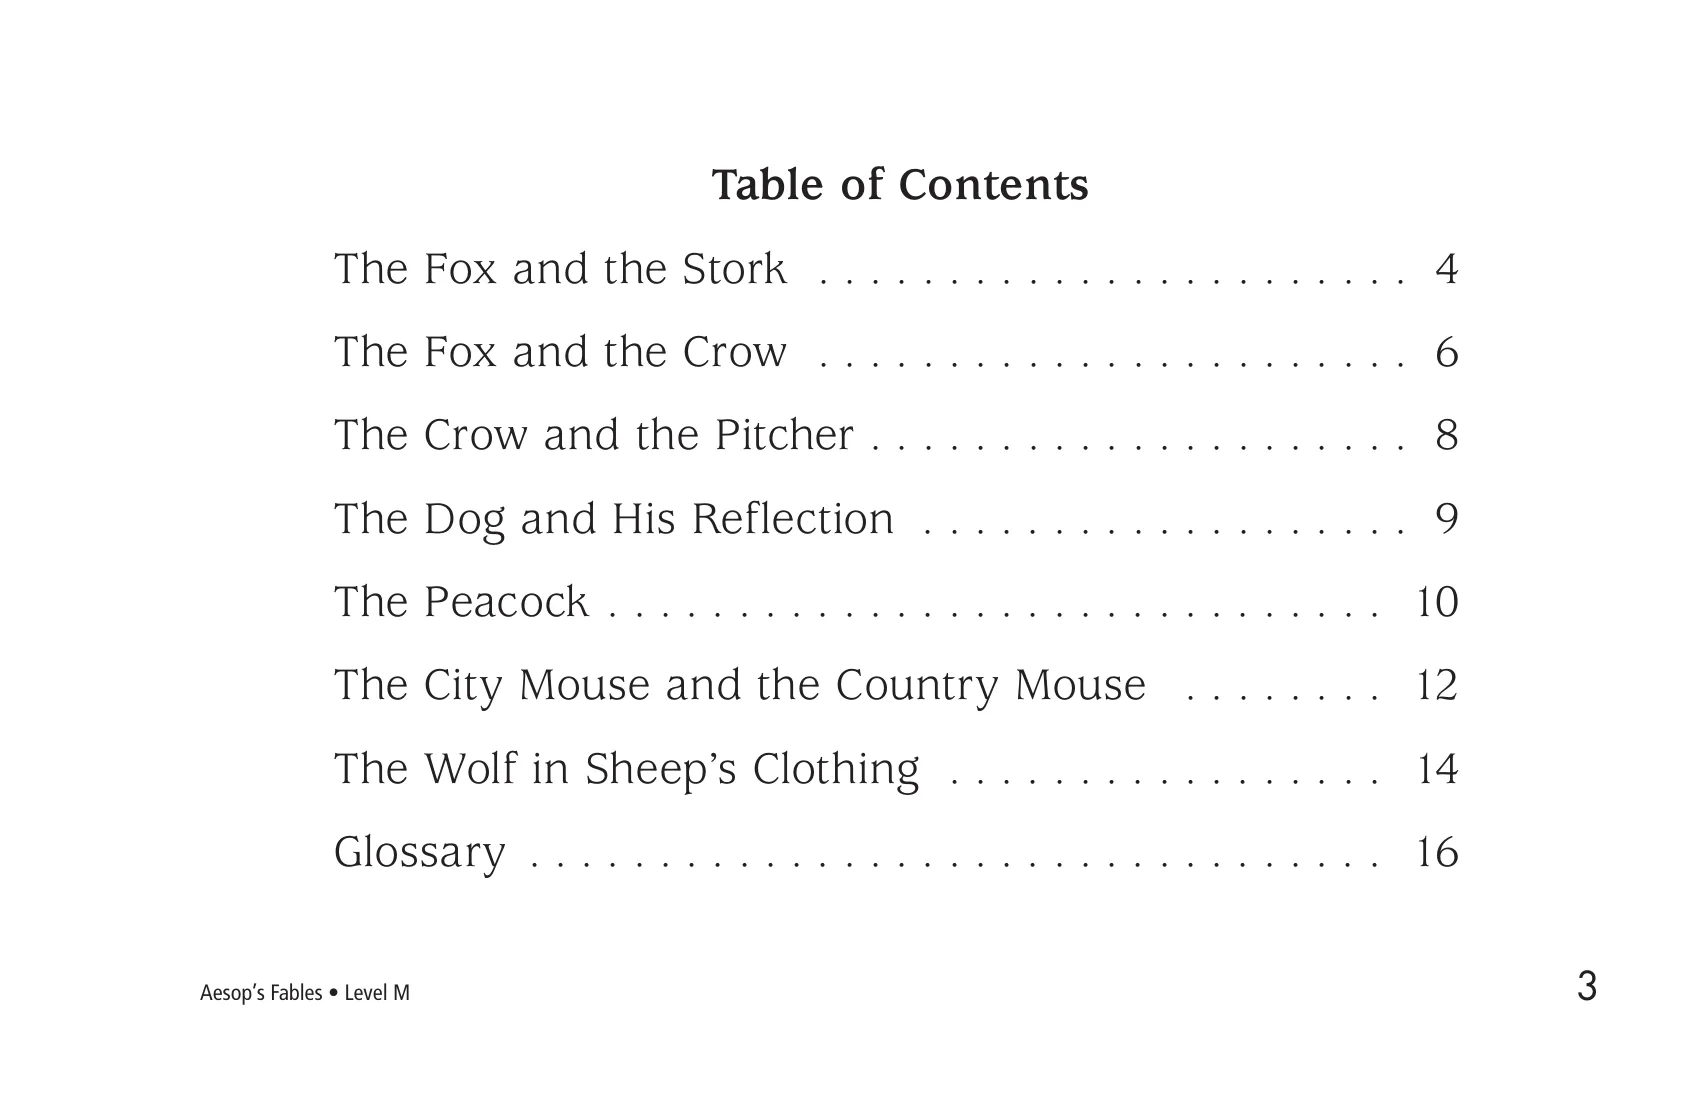 Table of Contents
The Fox and the Stork . . . . . . . . . . . . . . . . . . . . . . . 4
The Fox and the Crow . . . . . . . . . . . . . . . . . . . . . . . 6
The Crow and the Pitcher . . . . . . . . . . . . . . . . . . . . . 8
The Dog and His Reflection . . . . . . . . . . . . . . . . . . . 9
The Peacock . . . . . . . . . . . . . . . . . . . . . . . . . . . . . . 10
The City Mouse and the Country Mouse . . . . . . . . 12
The Wolf in Sheep’s Clothing . . . . . . . . . . . . . . . . . 14
Glossary . . . . . . . . . . . . . . . . . . . . . . . . . . . . . . . . . 16
Aesop’s Fables • Level M 3